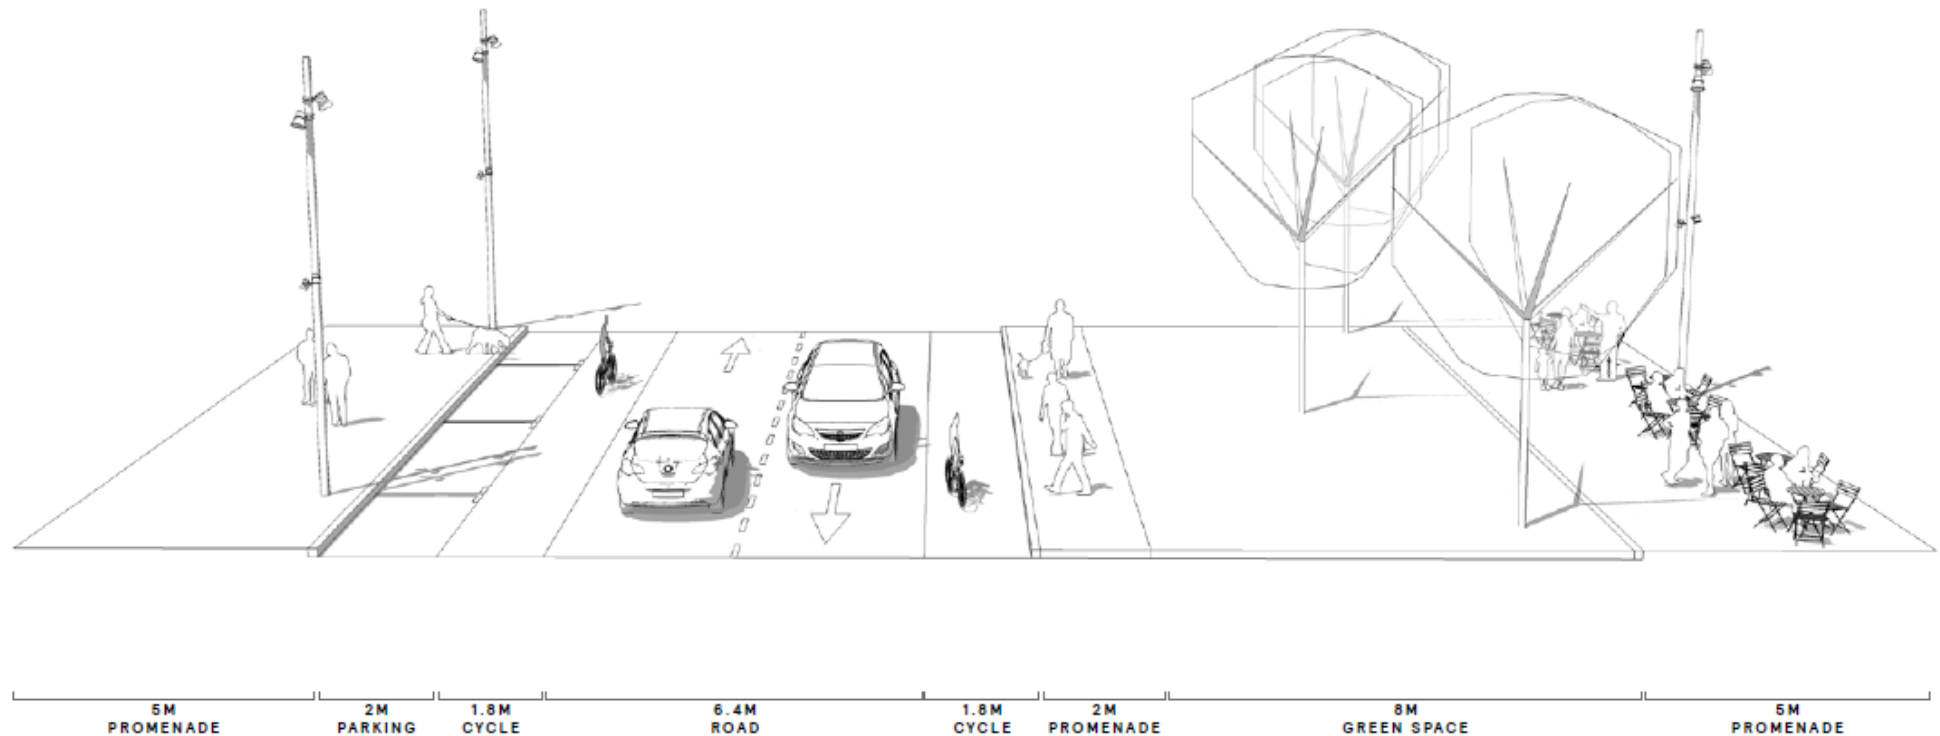 5M
PROMENADE
2M
PARKING
1.8M
CYCLE
6.4M
ROAD
1.8M
CYCLE
2M
PROMENADE
8M
GREEN SPACE
5M
PROMENADE